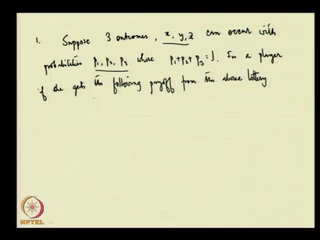 1. Suppose 3 outcomes, x, y, z can occur with
probabilities p₁, p₂, p₃ where p₁+p₂+p₃=1. For a player
if she gets the following payoff from the above lottery
NPTEL